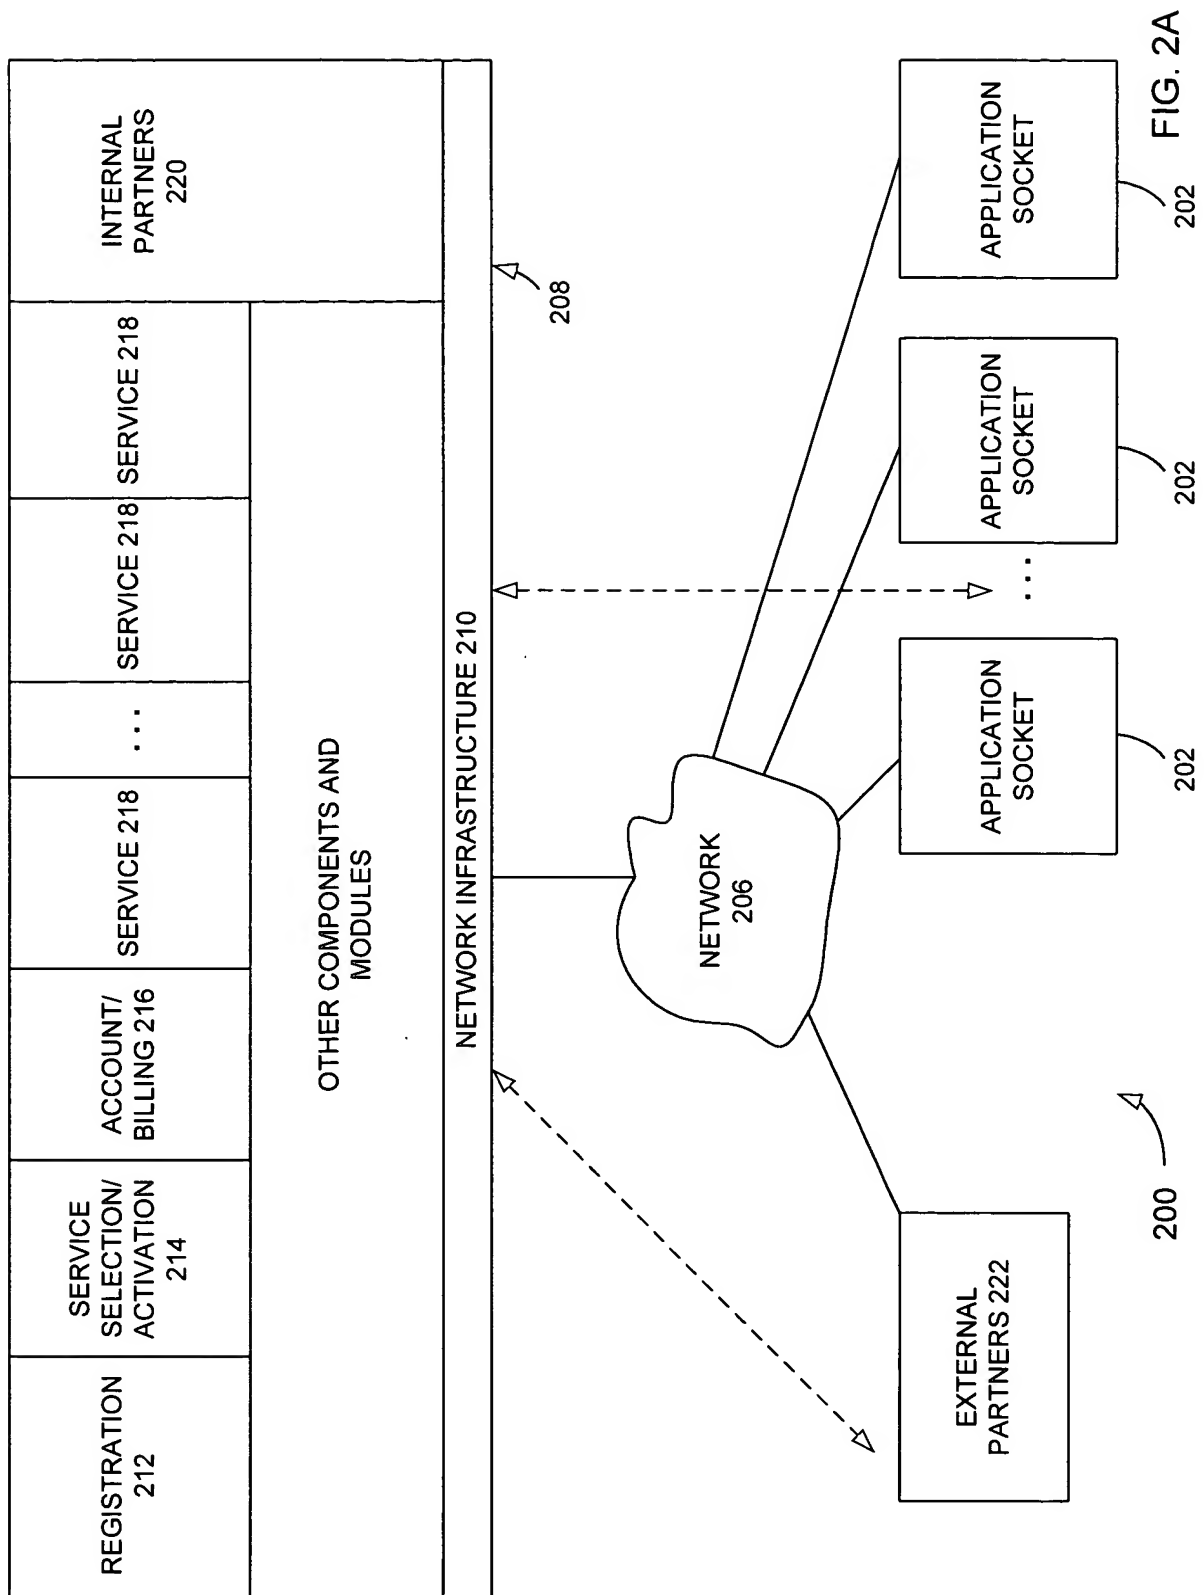 REGISTRATION
212
SERVICE
SELECTION/
ACTIVATION
214
ACCOUNT/
BILLING 216
SERVICE 218
...
SERVICE 218
SERVICE 218
INTERNAL
PARTNERS
220
OTHER COMPONENTS AND
MODULES
NETWORK INFRASTRUCTURE 210
208
NETWORK
206
EXTERNAL
PARTNERS 222
APPLICATION
SOCKET
202
...
APPLICATION
SOCKET
202
APPLICATION
SOCKET
202
200
FIG. 2A